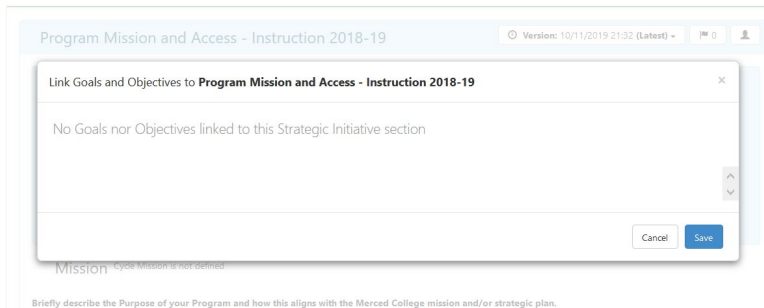 Program Mission and Access - Instruction 2018-19
Version: 10/11/2019 21:32 (Latest)
0
Link Goals and Objectives to Program Mission and Access - Instruction 2018-19
×
No Goals nor Objectives linked to this Strategic Initiative section
Cancel
Save
Mission Cycle Mission is not defined
Briefly describe the Purpose of your Program and how this aligns with the Merced College mission and/or strategic plan.